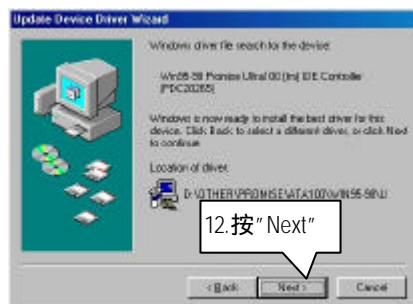 Update Device Driver Wizard
Windows driver file search for the device:
Win95-98 Promise Ultra100 (tm) IDE Controller
(PDC20265)
Windows is now ready to install the best driver for this
device. Click Back to select a different driver, or click Next
to continue.
Location of driver:
D:\OTHER\PROMISE\ATA100\WIN95-98\U
12.按"Next"
< Back
Next >
Cancel